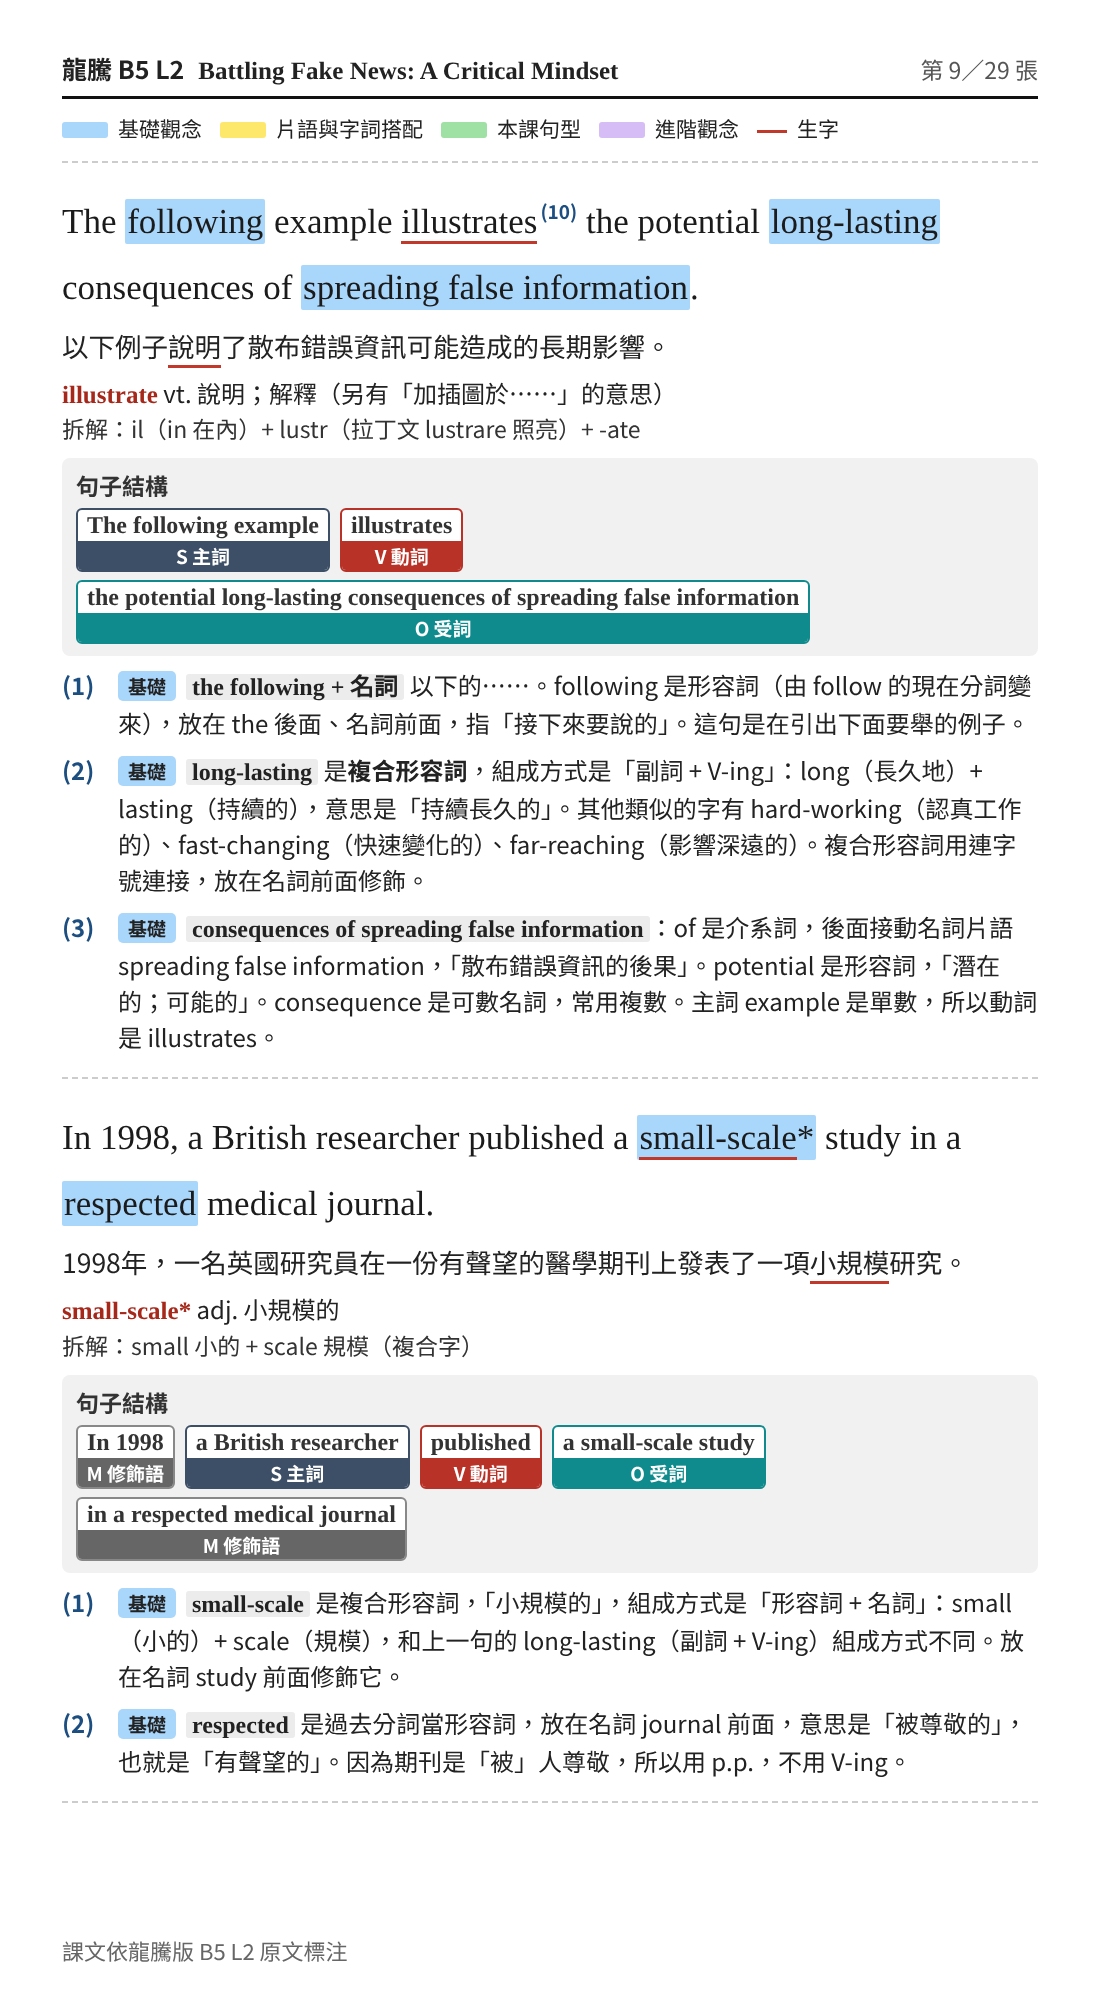 龍騰 B5 L2 Battling Fake News: A Critical Mindset 第 9／29 張
基礎觀念 片語與字詞搭配 本課句型 進階觀念 生字
The following example illustrates(10) the potential long-lasting
consequences of spreading false information.
以下例子說明了散布錯誤資訊可能造成的長期影響。
illustrate vt. 說明；解釋（另有「加插圖於⋯⋯」的意思）
拆解：il（in 在內）+ lustr（拉丁文 lustrare 照亮）+ -ate
句子結構
The following example illustrates
S 主詞 V 動詞
the potential long-lasting consequences of spreading false information
O 受詞
(1) 基礎 the following + 名詞 以下的⋯⋯。following 是形容詞（由 follow 的現在分詞變
來），放在 the 後面、名詞前面，指「接下來要說的」。這句是在引出下面要舉的例子。
(2) 基礎 long-lasting 是複合形容詞，組成方式是「副詞 + V-ing」：long（長久地）+
lasting（持續的），意思是「持續長久的」。其他類似的字有 hard-working（認真工作
的）、fast-changing（快速變化的）、far-reaching（影響深遠的）。複合形容詞用連字
號連接，放在名詞前面修飾。
(3) 基礎 consequences of spreading false information：of 是介系詞，後面接動名詞片語
spreading false information，「散布錯誤資訊的後果」。potential 是形容詞，「潛在
的；可能的」。consequence 是可數名詞，常用複數。主詞 example 是單數，所以動詞
是 illustrates。
In 1998, a British researcher published a small-scale* study in a
respected medical journal.
1998年，一名英國研究員在一份有聲望的醫學期刊上發表了一項小規模研究。
small-scale* adj. 小規模的
拆解：small 小的 + scale 規模（複合字）
句子結構
In 1998 a British researcher published a small-scale study
M 修飾語 S 主詞 V 動詞 O 受詞
in a respected medical journal
M 修飾語
(1) 基礎 small-scale 是複合形容詞，「小規模的」，組成方式是「形容詞 + 名詞」：small
（小的）+ scale（規模），和上一句的 long-lasting（副詞 + V-ing）組成方式不同。放
在名詞 study 前面修飾它。
(2) 基礎 respected 是過去分詞當形容詞，放在名詞 journal 前面，意思是「被尊敬的」，
也就是「有聲望的」。因為期刊是「被」人尊敬，所以用 p.p.，不用 V-ing。
課文依龍騰版 B5 L2 原文標注